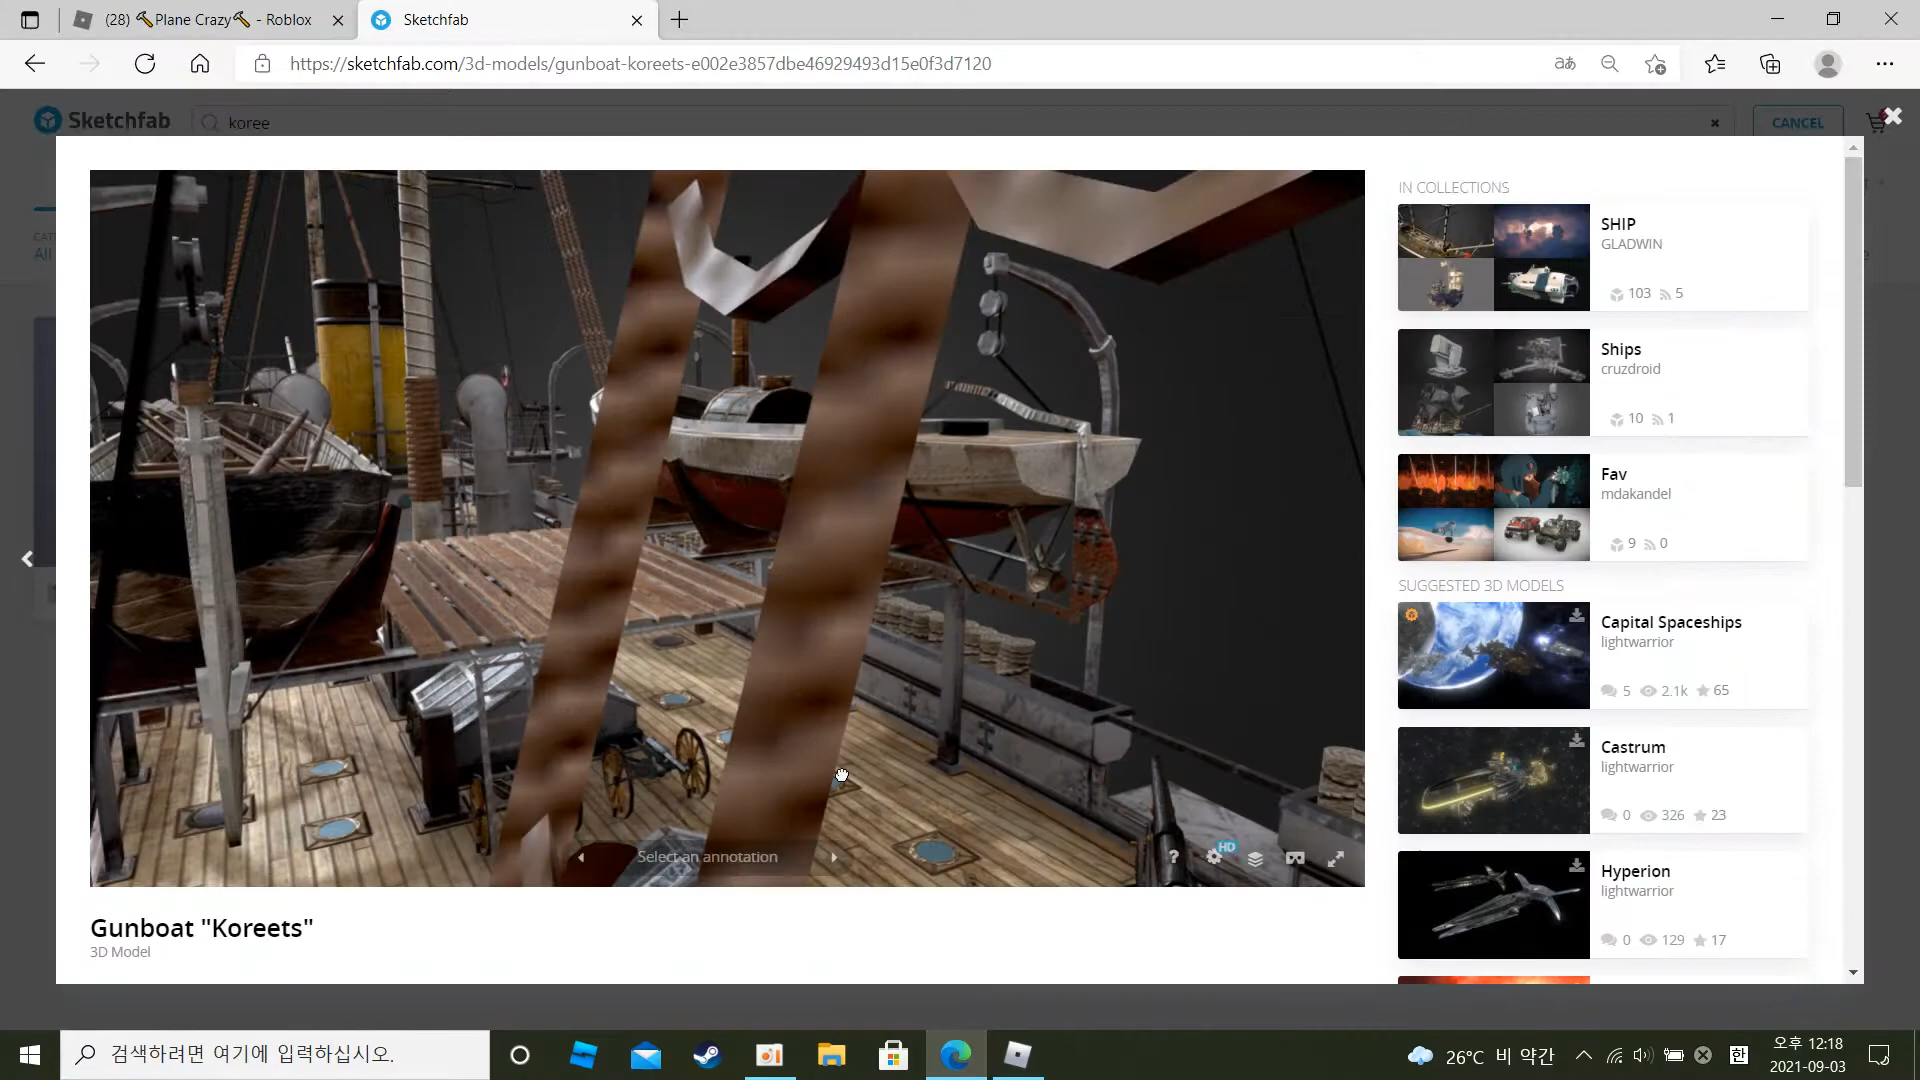 (28) 🔨Plane Crazy🔨 - Roblox
Sketchfab
https://sketchfab.com/3d-models/gunboat-koreets-e002e3857dbe46929493d15e0f3d7120
Sketchfab
koree
CANCEL
All
IN COLLECTIONS
SHIP
GLADWIN
103 5
Ships
cruzdroid
10 1
Fav
mdakandel
9 0
SUGGESTED 3D MODELS
Capital Spaceships
lightwarrior
5 2.1k 65
Castrum
lightwarrior
0 326 23
Hyperion
lightwarrior
0 129 17
Select an annotation
? HD
Gunboat "Koreets"
3D Model
검색하려면 여기에 입력하십시오.
26°C 비 약간
한
오후 12:18
2021-09-03